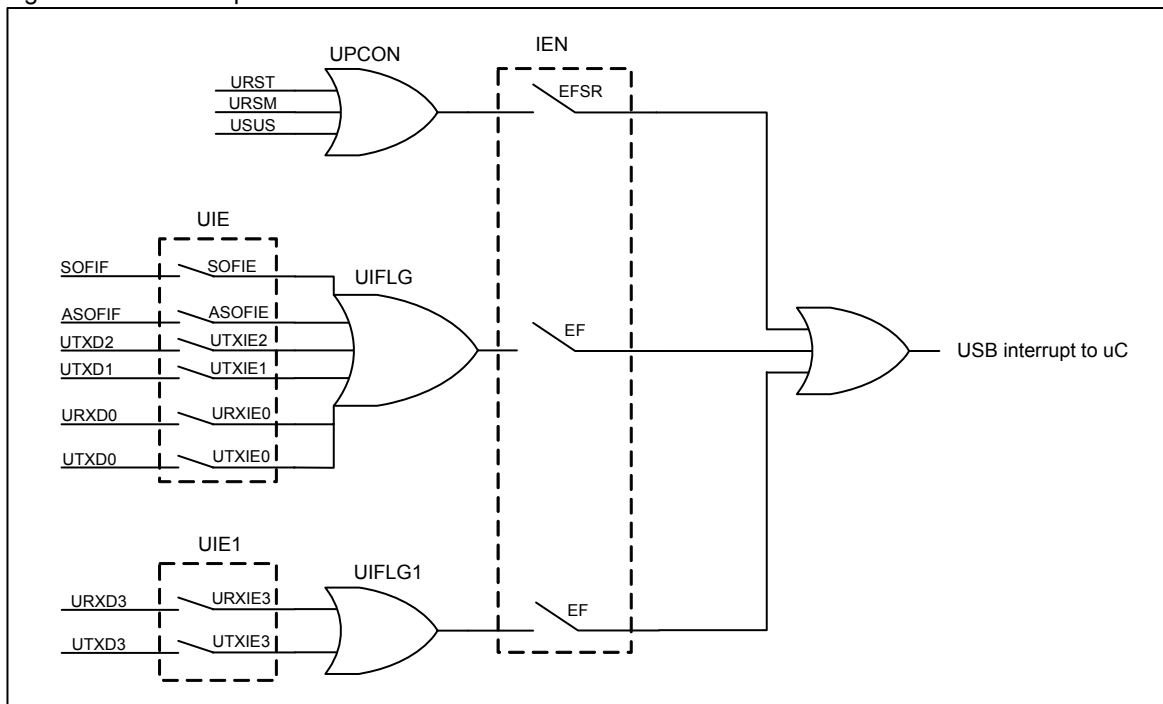 IEN
UPCON
URST
URSM
USUS
EFSR
UIE
SOFIF SOFIE
UIFLG
ASOFIF ASOFIE
UTXD2 UTXIE2
EF
USB interrupt to uC
UTXD1 UTXIE1
URXD0 URXIE0
UTXD0 UTXIE0
UIE1
UIFLG1
URXD3 URXIE3
EF
UTXD3 UTXIE3